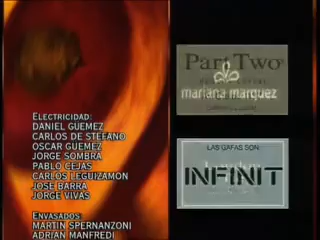 ELECTRICIDAD:
DANIEL GÜEMEZ
CARLOS DE STEFANO
OSCAR GUEMEZ
JORGE SOMBRA
PABLO CEJAS
CARLOS LEGUIZAMON
JOSE BARRA
JORGE VIVAS
ENVASADOS:
MARTIN SPERNANZONI
ADRIAN MANFREDI
Part Two
mariana marquez
LAS GAFAS SON
INFINIT